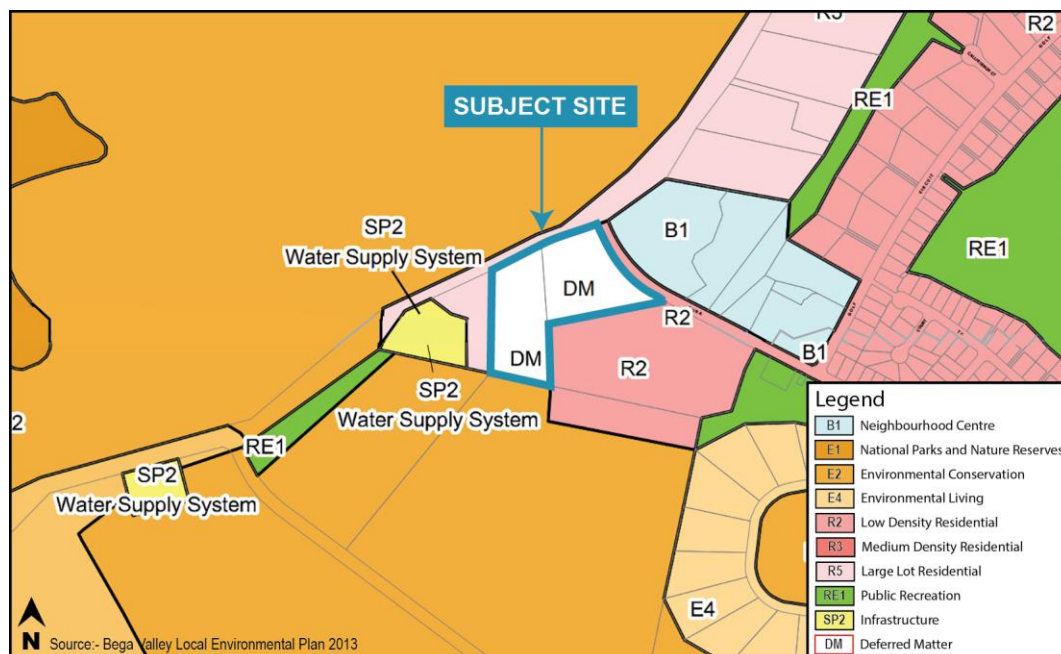 R5
R2
GOLF
RE1
SUBJECT SITE
CIRCUIT
SP2
Water Supply System
B1
RE1
DM
R2
DM
R2
B1
GOLF
SP2
Water Supply System
2
RE1
SP2
Water Supply System
E4
Legend
B1 Neighbourhood Centre
E1 National Parks and Nature Reserves
E2 Environmental Conservation
E4 Environmental Living
R2 Low Density Residential
R3 Medium Density Residential
R5 Large Lot Residential
RE1 Public Recreation
SP2 Infrastructure
DM Deferred Matter
N
Source:- Bega Valley Local Environmental Plan 2013